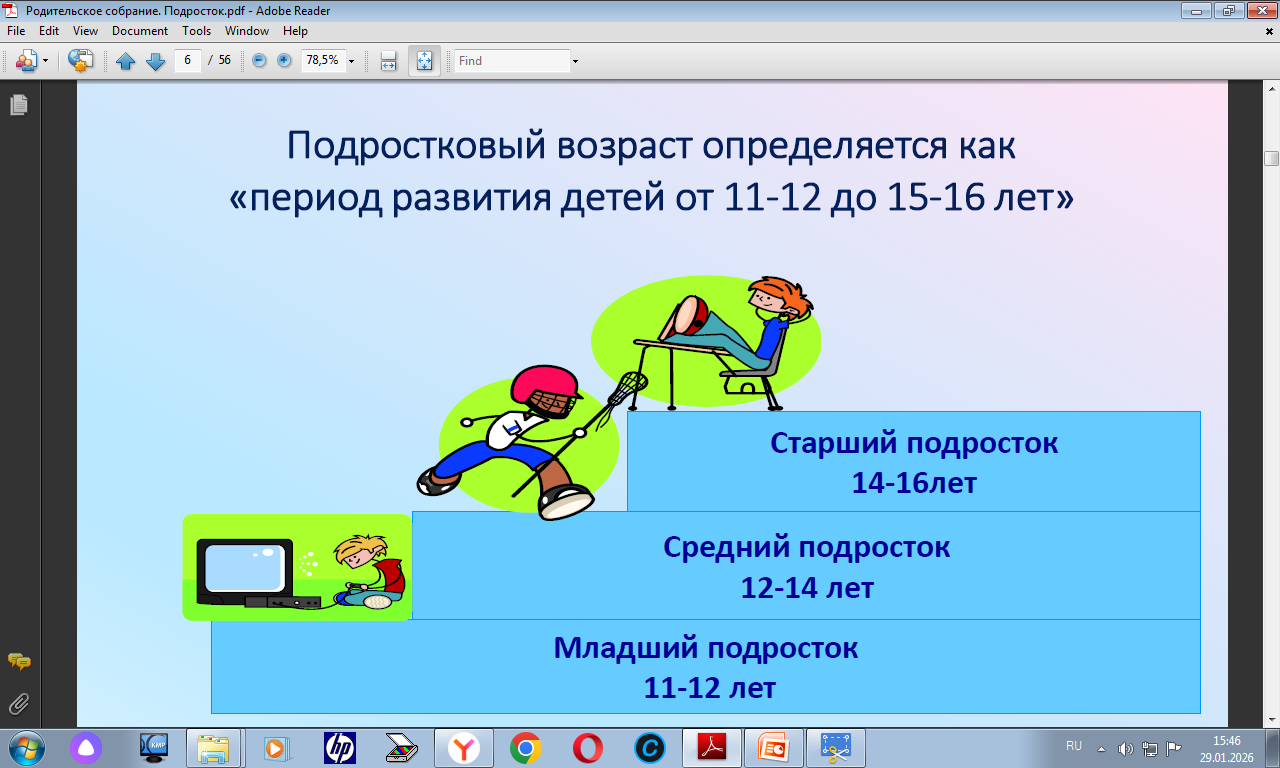 Родительское собрание. Подросток.pdf - Adobe Reader
File Edit View Document Tools Window Help
6 / 56 78,5% Find
Подростковый возраст определяется как
«период развития детей от 11-12 до 15-16 лет»
Старший подросток
14-16лет
Средний подросток
12-14 лет
Младший подросток
11-12 лет
KMP hp RU 15:46
29.01.2026